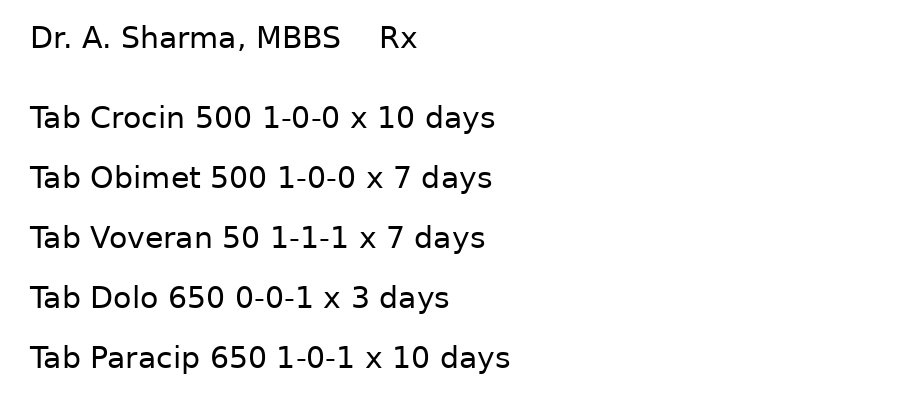 Dr. A. Sharma, MBBS    Rx
Tab Crocin 500 1-0-0 x 10 days
Tab Obimet 500 1-0-0 x 7 days
Tab Voveran 50 1-1-1 x 7 days
Tab Dolo 650 0-0-1 x 3 days
Tab Paracip 650 1-0-1 x 10 days